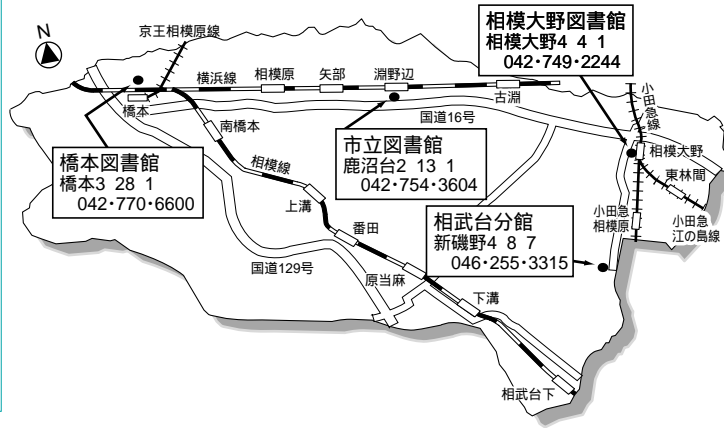 N
京王相模原線
相模大野図書館
相模大野4 4 1
042・749・2244
横浜線
相模原
矢部
淵野辺
古淵
小田急線
橋本
国道16号
南橋本
市立図書館
鹿沼台2 13 1
042・754・3604
相模大野
東林間
橋本図書館
橋本3 28 1
042・770・6600
相模線
上溝
相武台分館
新磯野4 8 7
046・255・3315
小田急
相模原
小田急
江の島線
番田
国道129号
原当麻
下溝
相武台下